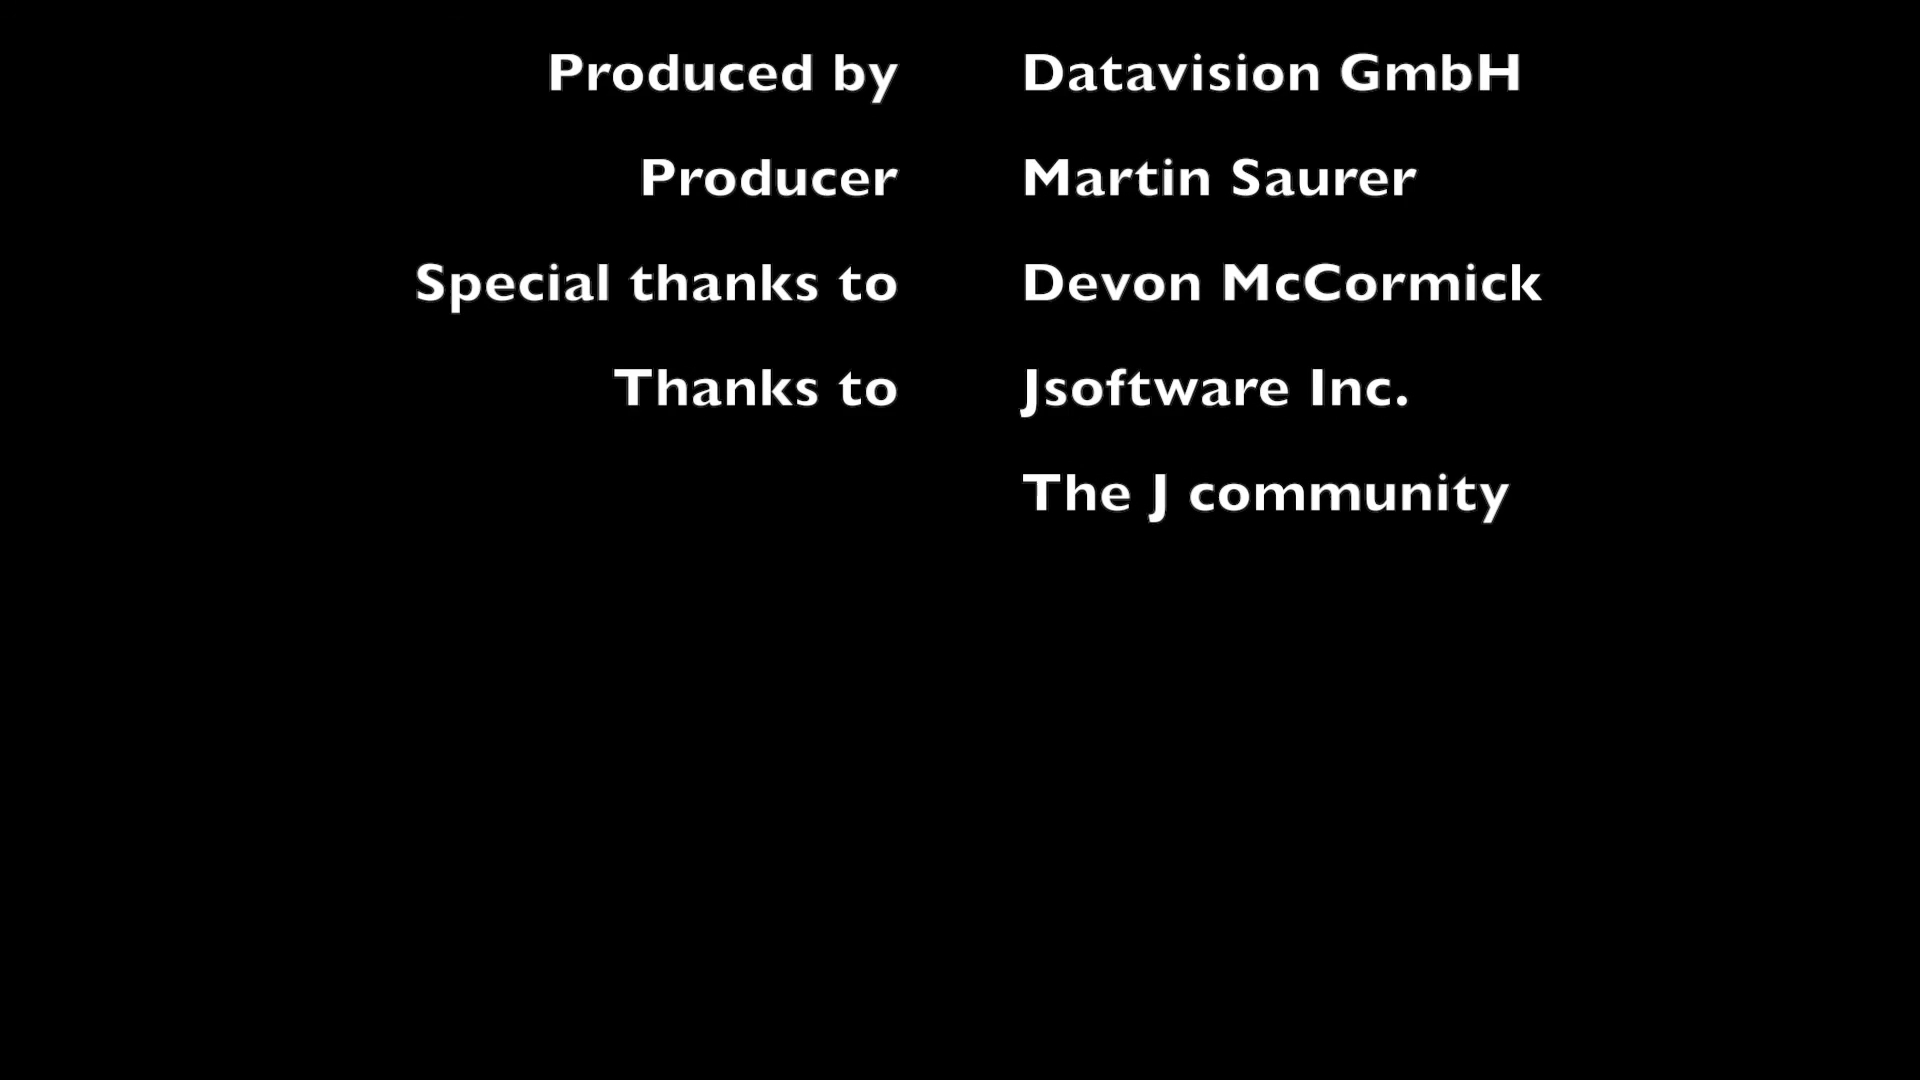 Produced by Datavision GmbH
Producer Martin Saurer
Special thanks to Devon McCormick
Thanks to Jsoftware Inc.
The J community